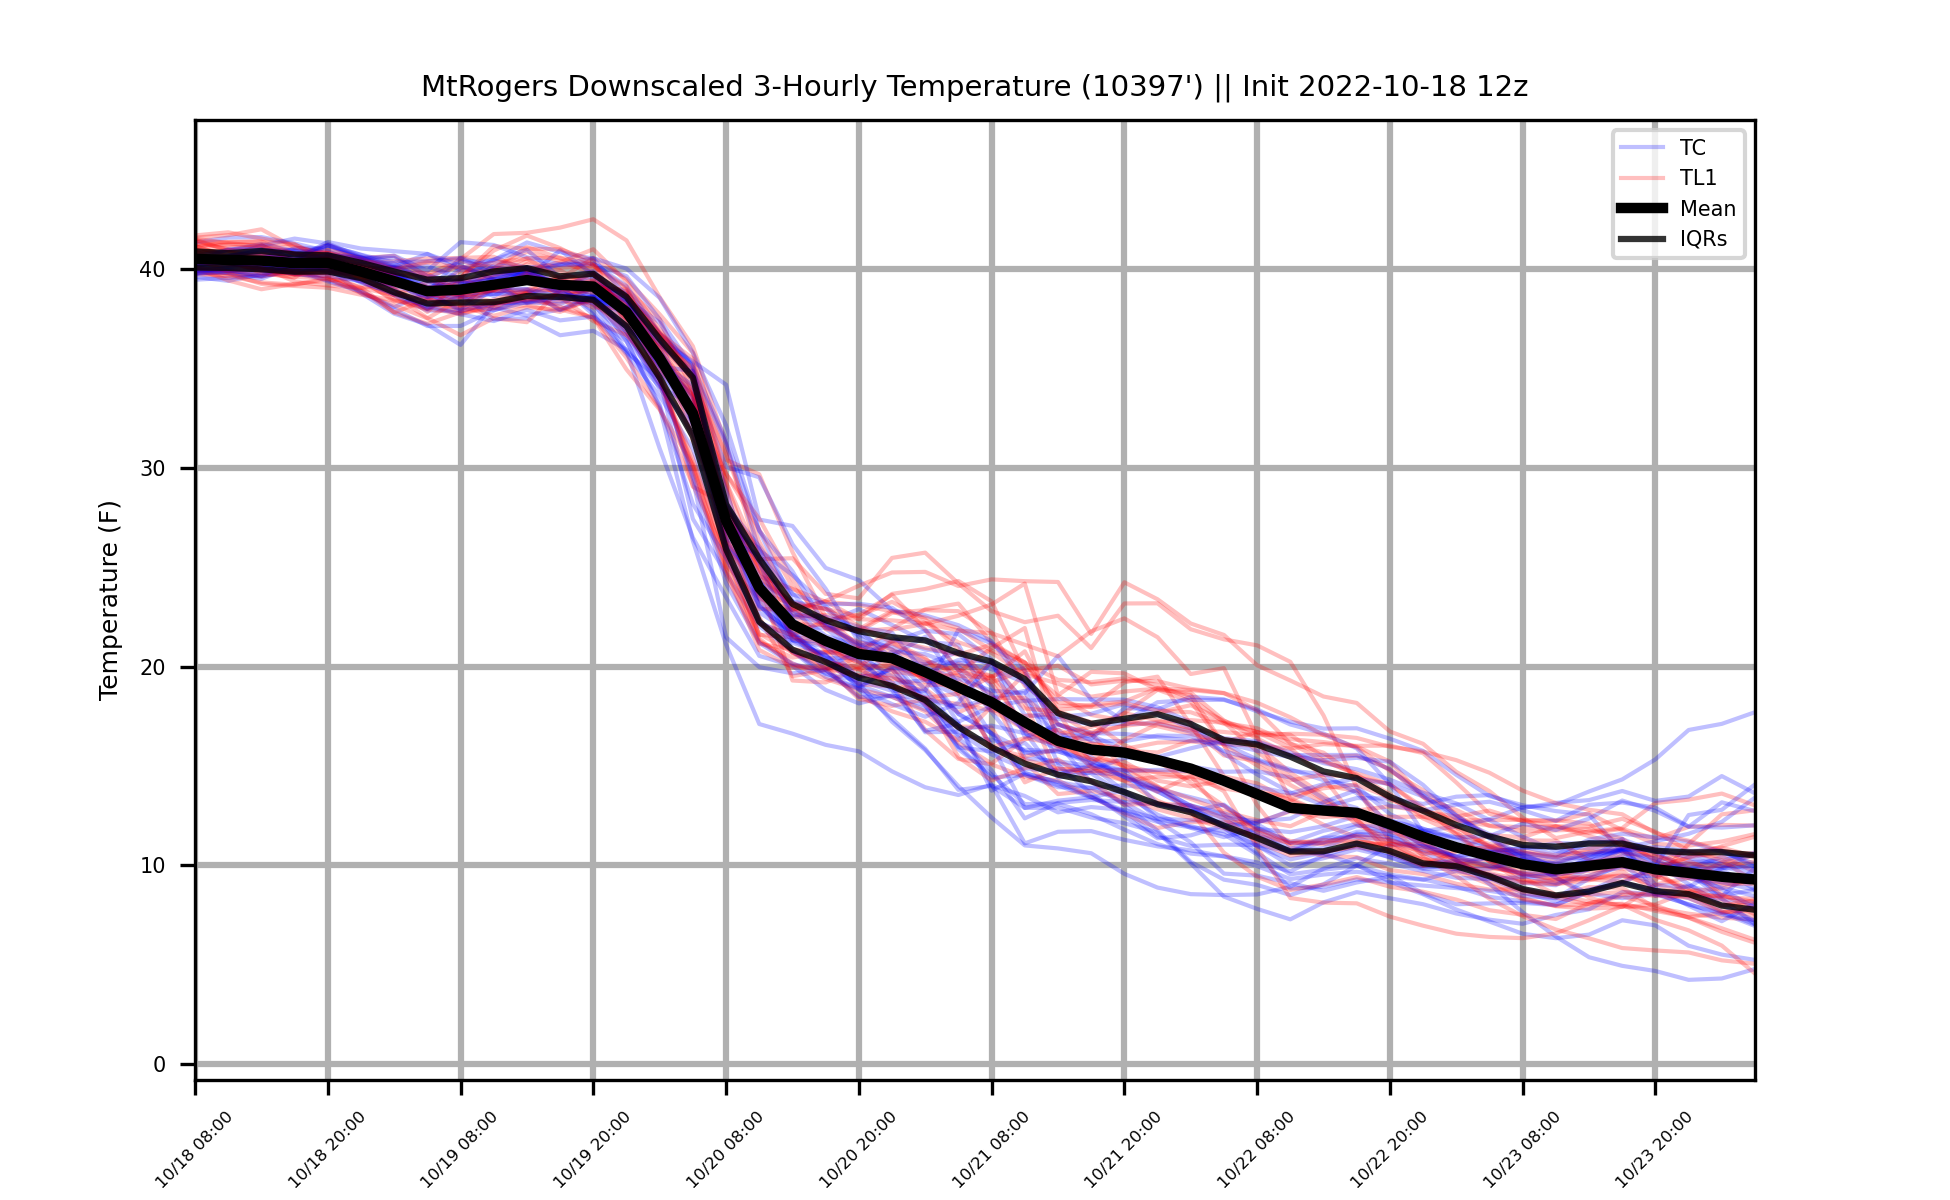 MtRogers Downscaled 3-Hourly Temperature (10397') || Init 2022-10-18 12z
TC
TL1
Mean
IQRs
Temperature (F)
40
30
20
10
0
10/18 08:00
10/18 20:00
10/19 08:00
10/19 20:00
10/20 08:00
10/20 20:00
10/21 08:00
10/21 20:00
10/22 08:00
10/22 20:00
10/23 08:00
10/23 20:00